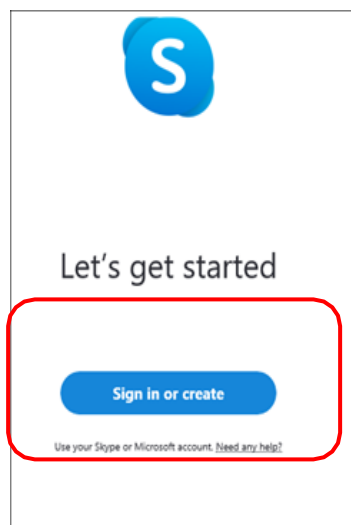 S
Let's get started
Sign in or create
Use your Skype or Microsoft account. Need any help?